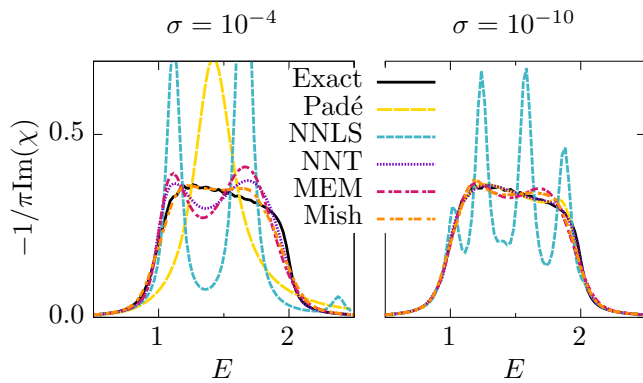 σ = 10⁻⁴
σ = 10⁻¹⁰
−1/πIm(χ)
0.5
0.0
Exact
Padé
NNLS
NNT
MEM
Mish
1 2
1 2
E
E